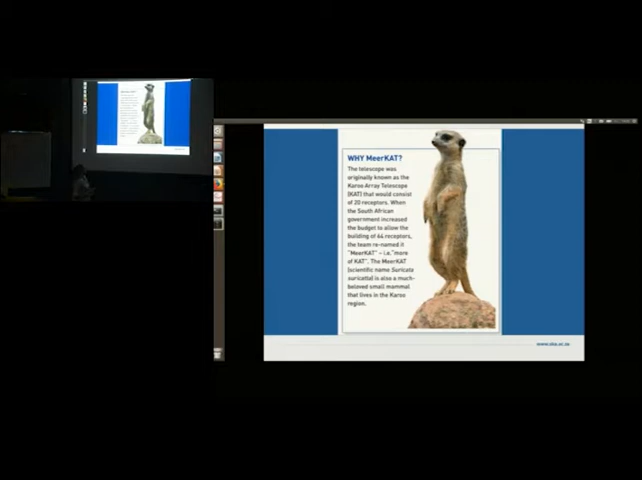 WHY MeerKAT?
The telescope was
originally known as the
Karoo Array Telescope
(KAT) that would consist
of 20 receptors. When
the South African
government increased
the budget to allow the
building of 64 receptors,
the team re-named it
"MeerKAT" – i.e. "more
of KAT". The MeerKAT
(scientific name Suricata
suricatta) is also a much-
beloved small mammal
that lives in the Karoo
region.
www.ska.ac.za